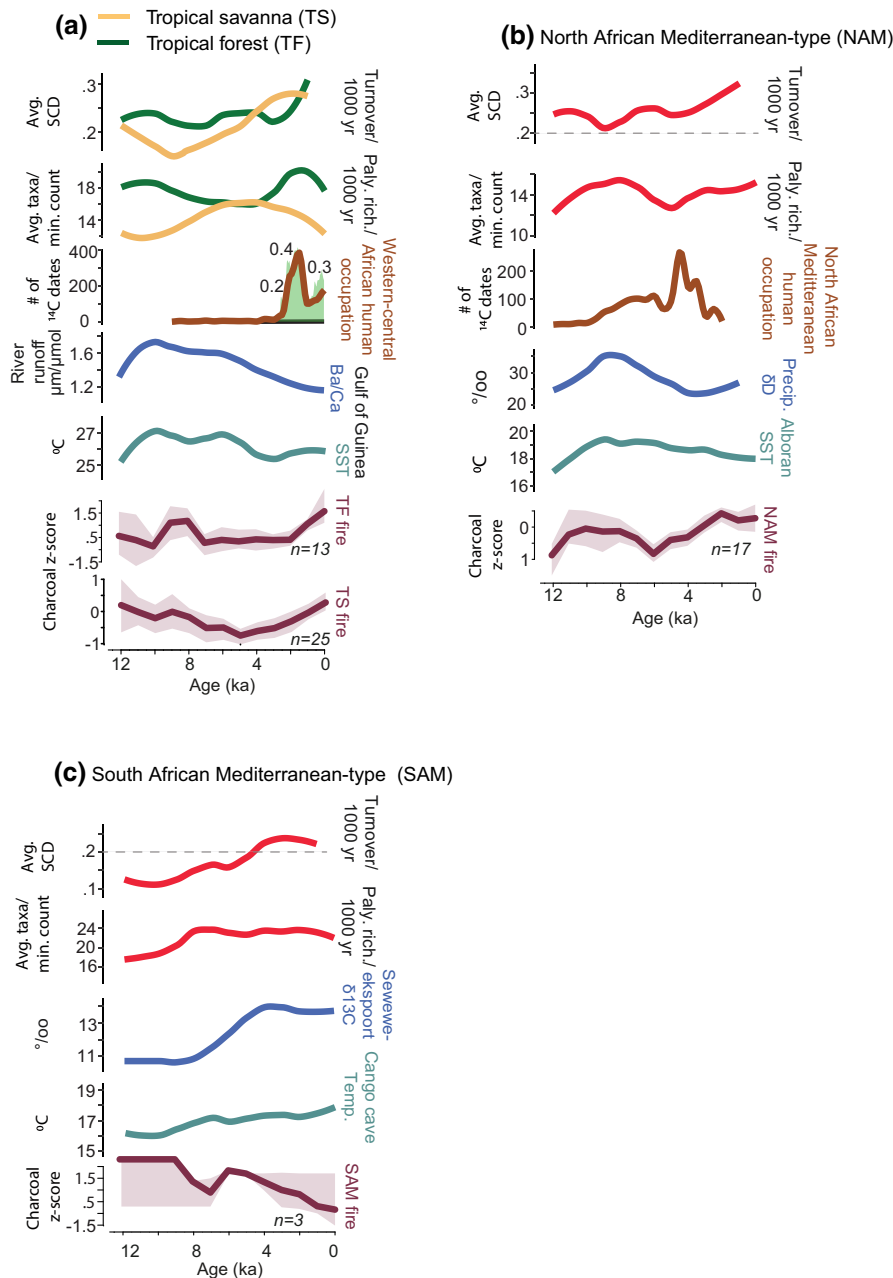 (a)
Tropical savanna (TS)
Tropical forest (TF)
Avg.
SCD
.3
.2
Turnover/
1000 yr
Avg. taxa/
min. count
18
14
Paly. rich./
1000 yr
# of
¹⁴C dates
400
200
0
0.4
0.2
0.3
Western-central
African human
occupation
River
runoff
µm/µmol
1.6
1.2
Ba/Ca
Gulf of Guinea
ºC
27
25
SST
Charcoal z-score
1.5
.5
-1.5
n=13
TF fire
1
0
-1
n=25
TS fire
12
8
4
0
Age (ka)
(b) North African Mediterranean-type (NAM)
Avg.
SCD
.3
.2
Turnover/
1000 yr
Avg. taxa/
min. count
14
10
Paly. rich./
1000 yr
# of
¹⁴C dates
200
100
0
North African
Mediterranean
human
occupation
°/oo
30
20
Precip.
δD
ºC
20
18
16
Alboran
SST
Charcoal
z-score
0
1
n=17
NAM fire
12
8
4
0
Age (ka)
(c) South African Mediterranean-type (SAM)
Avg.
SCD
.2
.1
Turnover/
1000 yr
Avg. taxa/
min. count
24
20
16
Paly. rich./
1000 yr
°/oo
13
11
Sewewe-
ekspoort
δ13C
ºC
19
17
15
Cango cave
Temp.
Charcoal
z-score
1.5
.5
-1.5
n=3
SAM fire
12
8
4
0
Age (ka)